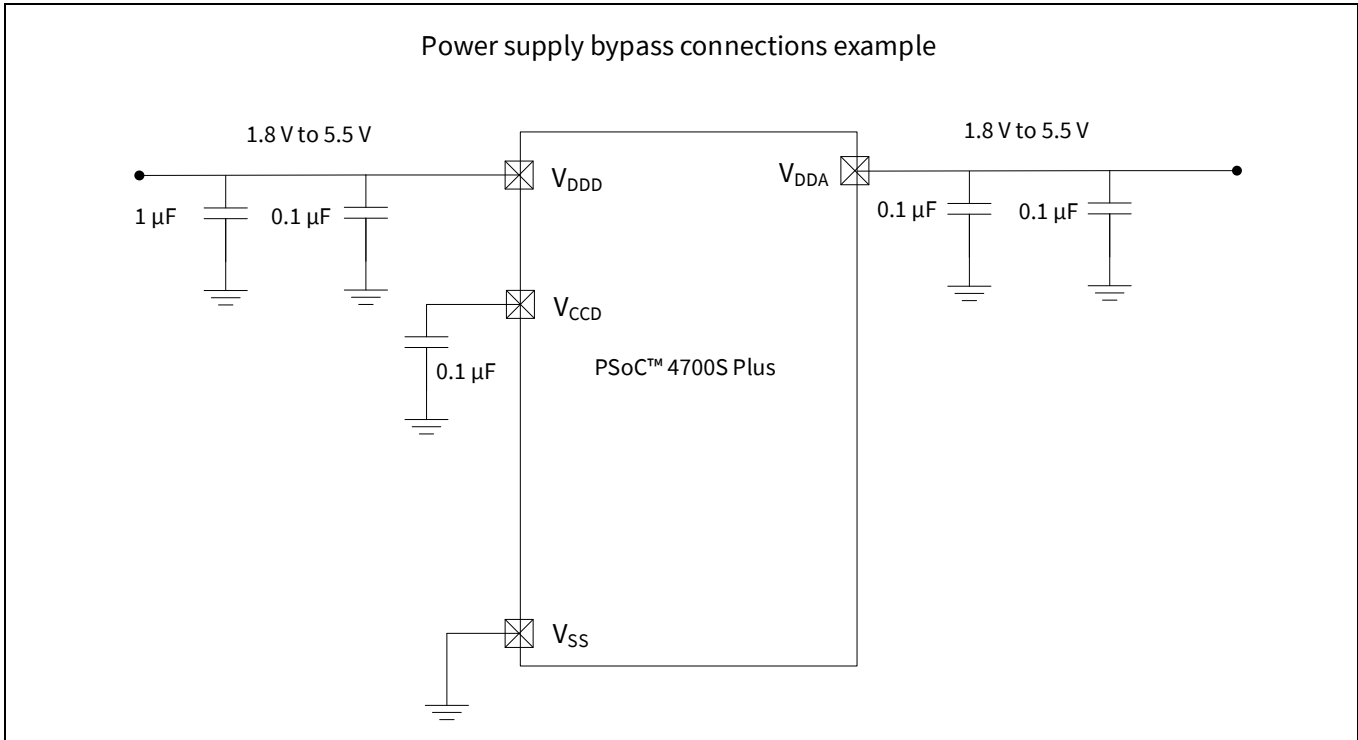 Power supply bypass connections example
1.8 V to 5.5 V
1.8 V to 5.5 V
VDDD
VDDA
1 µF
0.1 µF
0.1 µF
0.1 µF
VCCD
0.1 µF
PSoC™ 4700S Plus
VSS